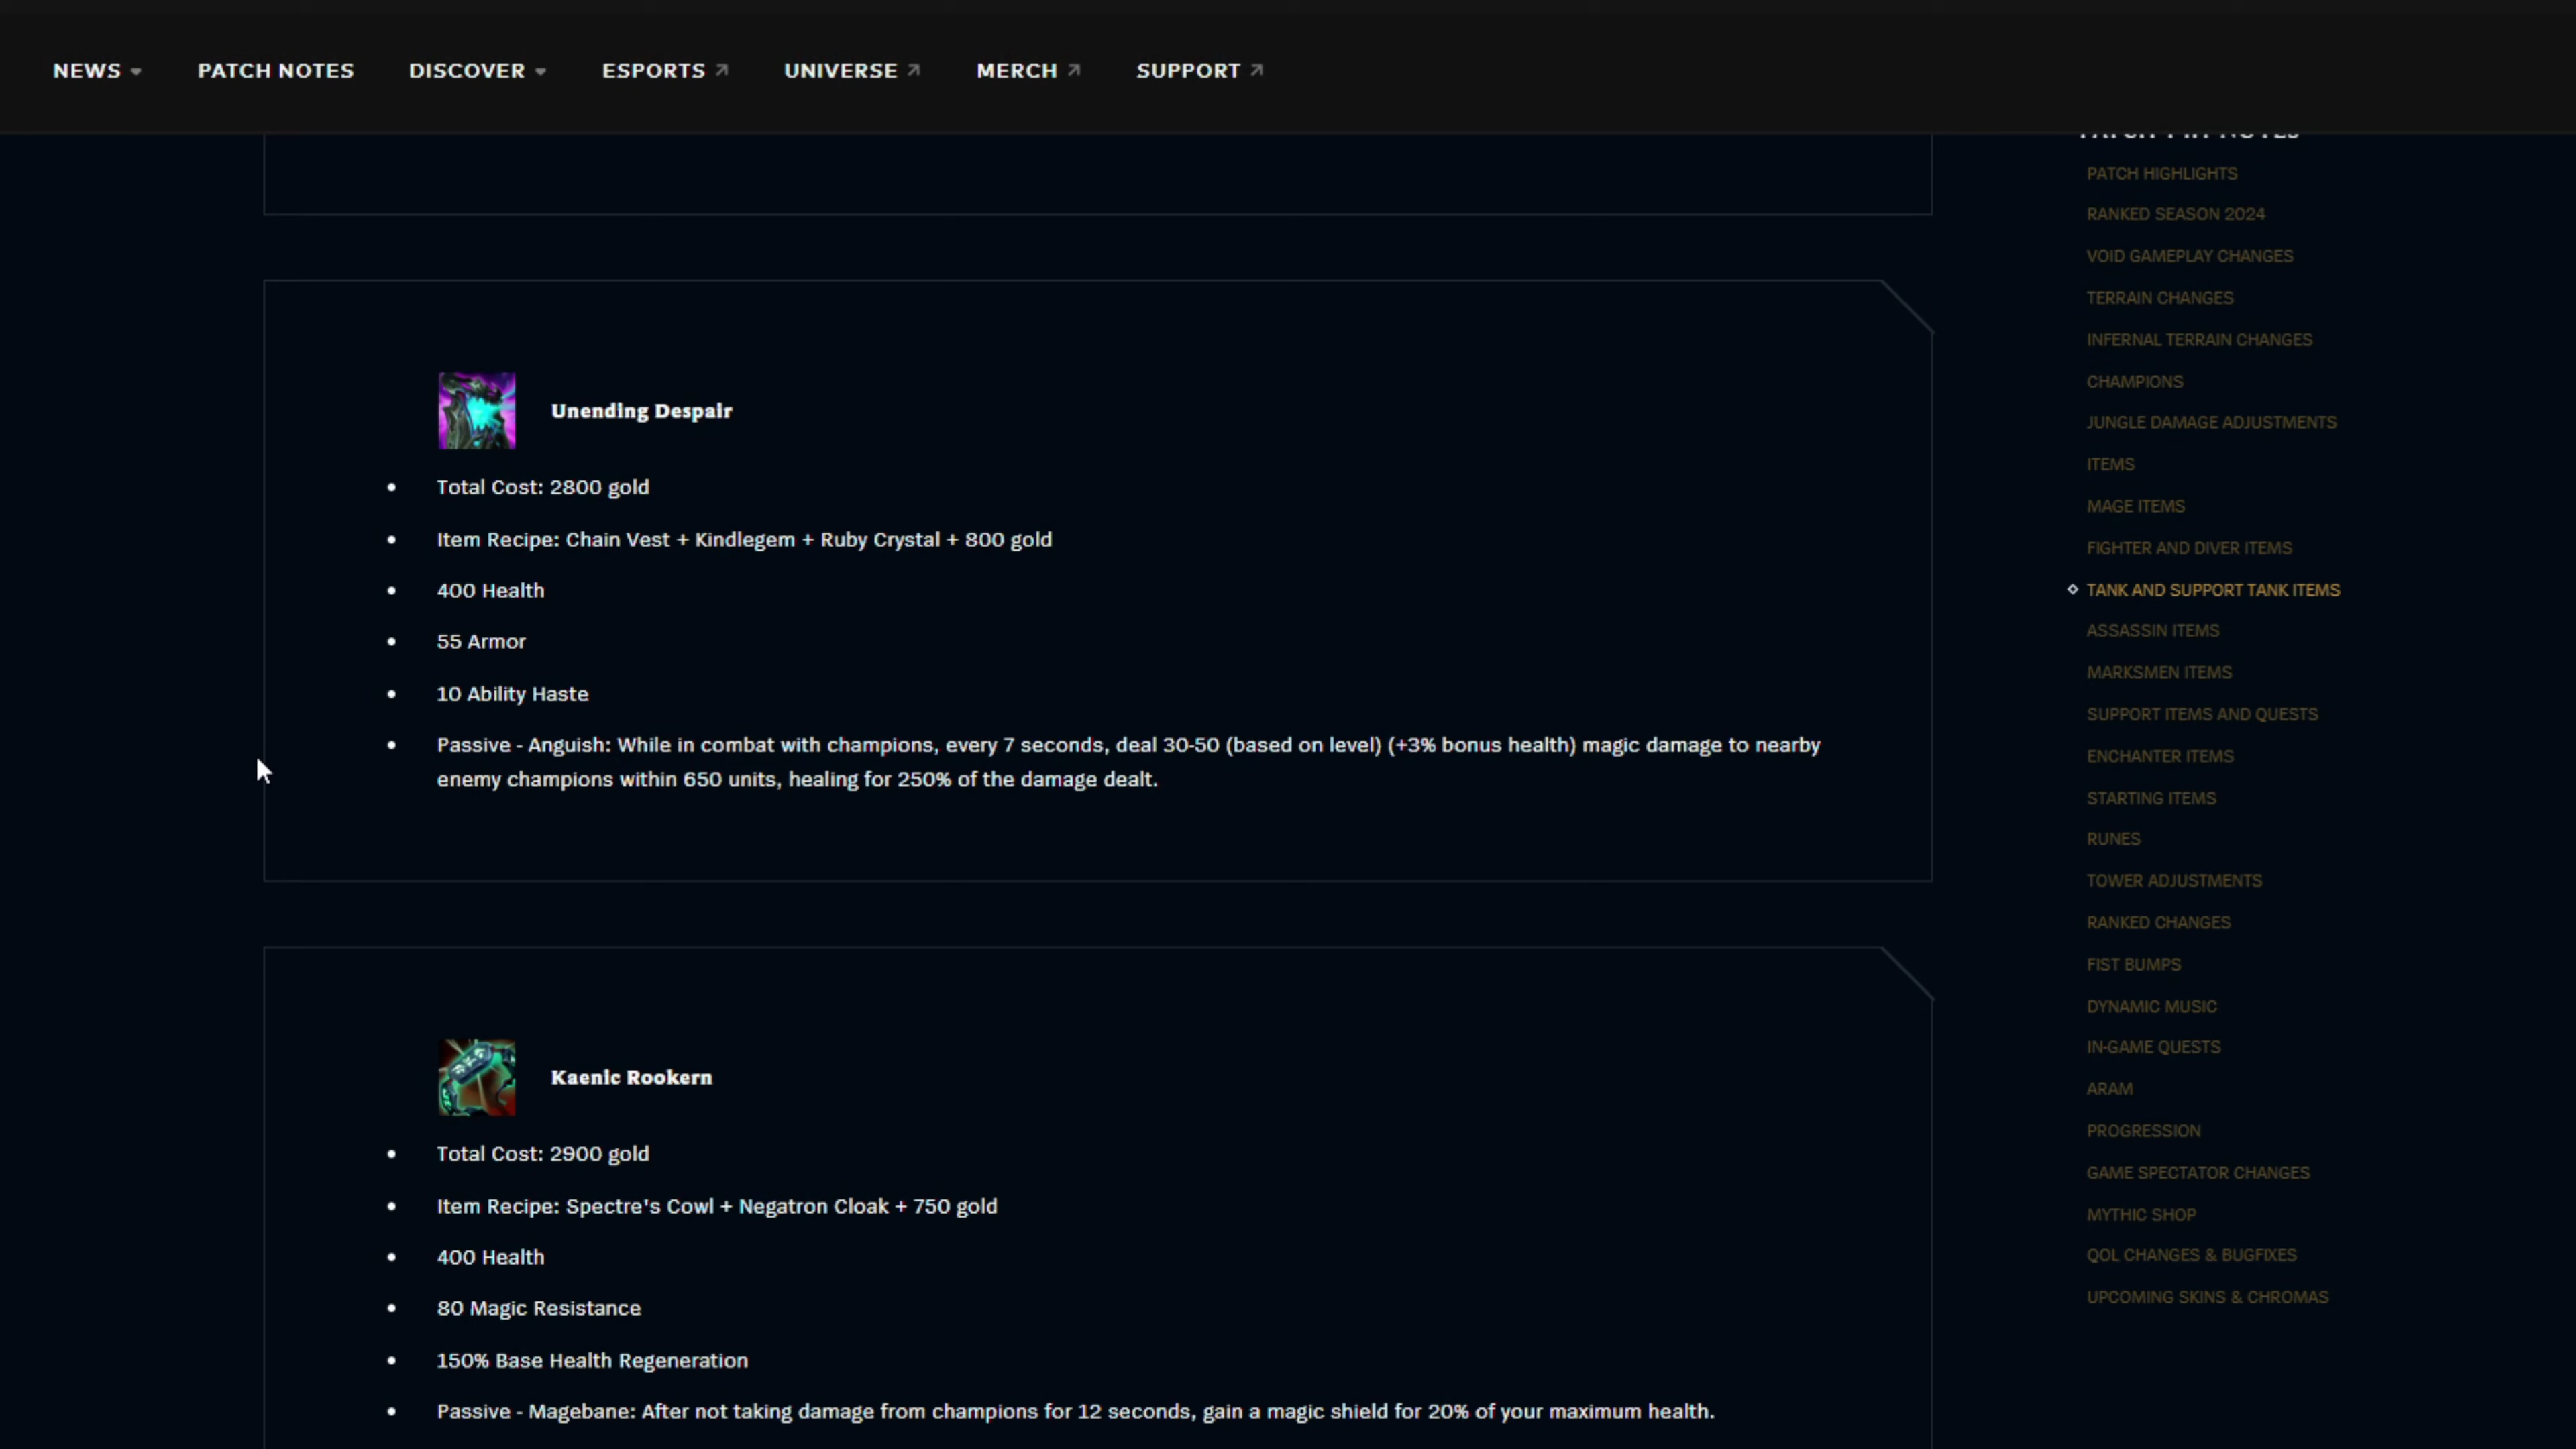 NEWS
PATCH NOTES
DISCOVER
ESPORTS
UNIVERSE
MERCH
SUPPORT
Unending Despair
• Total Cost: 2800 gold
• Item Recipe: Chain Vest + Kindlegem + Ruby Crystal + 800 gold
• 400 Health
• 55 Armor
• 10 Ability Haste
• Passive - Anguish: While in combat with champions, every 7 seconds, deal 30-50 (based on level) (+3% bonus health) magic damage to nearby
enemy champions within 650 units, healing for 250% of the damage dealt.
Kaenic Rookern
• Total Cost: 2900 gold
• Item Recipe: Spectre's Cowl + Negatron Cloak + 750 gold
• 400 Health
• 80 Magic Resistance
• 150% Base Health Regeneration
• Passive - Magebane: After not taking damage from champions for 12 seconds, gain a magic shield for 20% of your maximum health.
PATCH HIGHLIGHTS
RANKED SEASON 2024
VOID GAMEPLAY CHANGES
TERRAIN CHANGES
INFERNAL TERRAIN CHANGES
CHAMPIONS
JUNGLE DAMAGE ADJUSTMENTS
ITEMS
MAGE ITEMS
FIGHTER AND DIVER ITEMS
TANK AND SUPPORT TANK ITEMS
ASSASSIN ITEMS
MARKSMEN ITEMS
SUPPORT ITEMS AND QUESTS
ENCHANTER ITEMS
STARTING ITEMS
RUNES
TOWER ADJUSTMENTS
RANKED CHANGES
FIST BUMPS
DYNAMIC MUSIC
IN-GAME QUESTS
ARAM
PROGRESSION
GAME SPECTATOR CHANGES
MYTHIC SHOP
QOL CHANGES & BUGFIXES
UPCOMING SKINS & CHROMAS